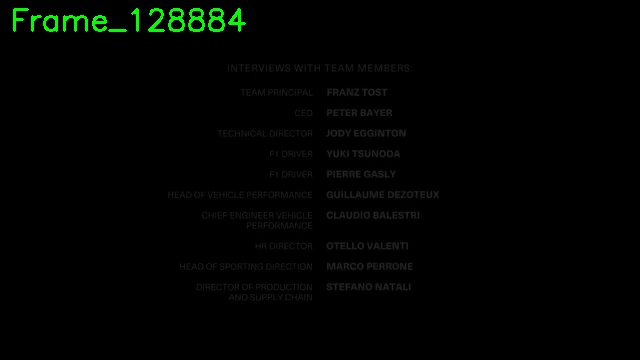 Frame_128884
INTERVIEWS WITH TEAM MEMBERS:
TEAM PRINCIPAL FRANZ TOST
CEO PETER BAYER
TECHNICAL DIRECTOR JODY EGGINTON
F1 DRIVER YUKI TSUNODA
F1 DRIVER PIERRE GASLY
HEAD OF VEHICLE PERFORMANCE GUILLAUME DEZOTEUX
CHIEF ENGINEER VEHICLE CLAUDIO BALESTRI
PERFORMANCE
HR DIRECTOR OTELLO VALENTI
HEAD OF SPORTING DIRECTION MARCO PERRONE
DIRECTOR OF PRODUCTION STEFANO NATALI
AND SUPPLY CHAIN